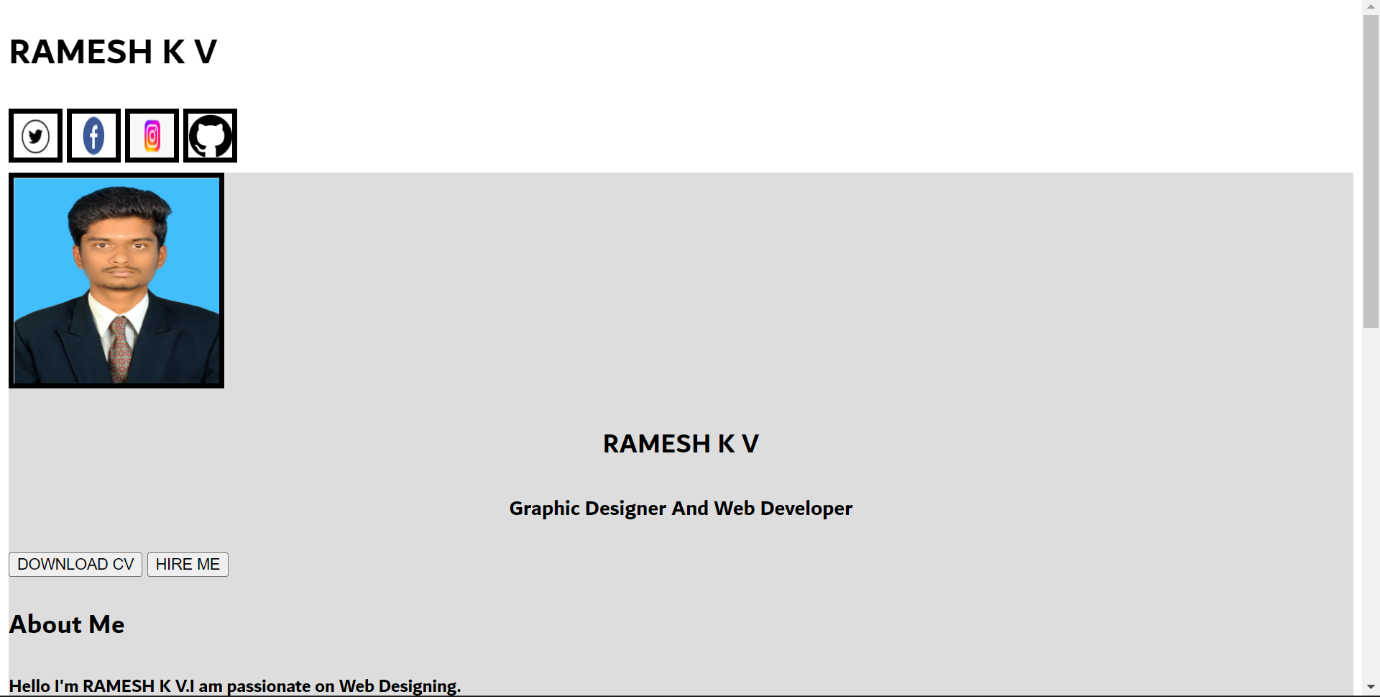 RAMESH K V
RAMESH K V
Graphic Designer And Web Developer
DOWNLOAD CV HIRE ME
About Me
Hello I'm RAMESH K V.I am passionate on Web Designing.